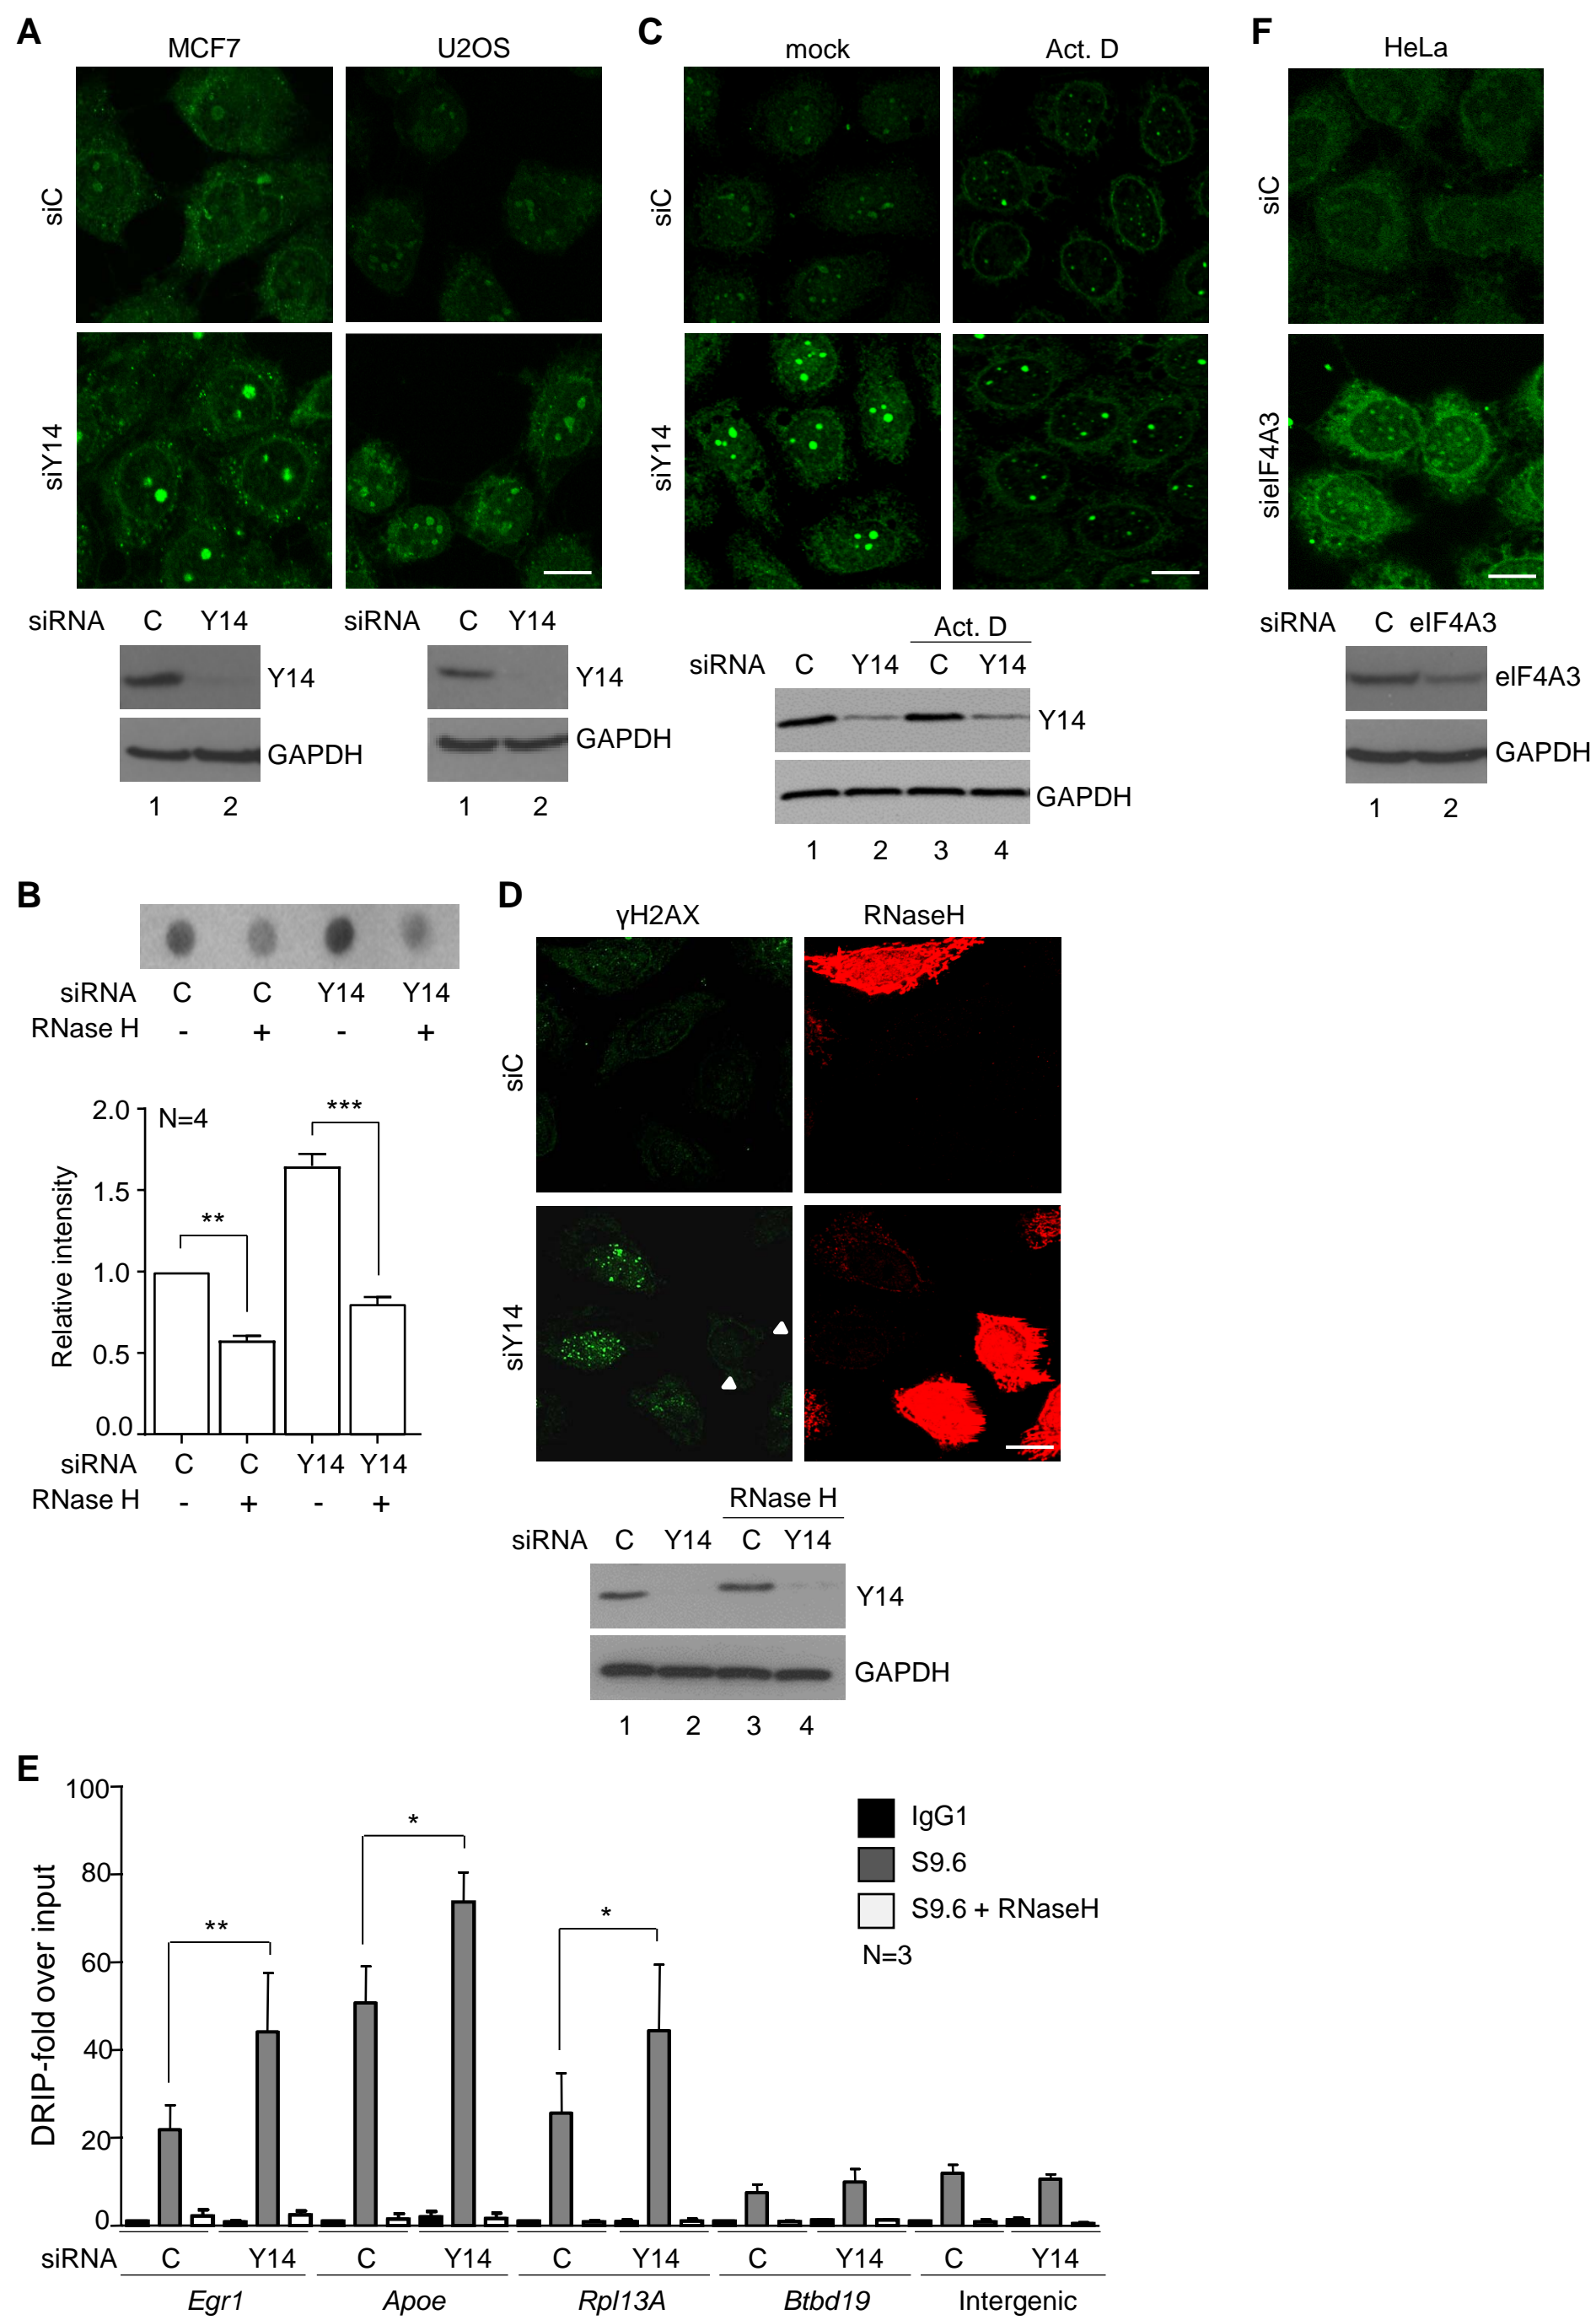 A
MCF7
U2OS
siC
siY14
siRNA C Y14
Y14
GAPDH
1 2
siRNA C Y14
Y14
GAPDH
1 2
C
mock
Act. D
siC
siY14
Act. D
siRNA C Y14 C Y14
Y14
GAPDH
1 2 3 4
F
HeLa
siC
sieIF4A3
siRNA C eIF4A3
eIF4A3
GAPDH
1 2
B
siRNA C C Y14 Y14
RNase H - + - +
2.0
1.5
1.0
0.5
0.0
Relative intensity
N=4
**
***
siRNA C C Y14 Y14
RNase H - + - +
D
γH2AX
RNaseH
siC
siY14
RNase H
siRNA C Y14 C Y14
Y14
GAPDH
1 2 3 4
E
100
80
60
40
20
0
DRIP-fold over input
**
*
*
IgG1
S9.6
S9.6 + RNaseH
N=3
siRNA C Y14 C Y14 C Y14 C Y14 C Y14
Egr1 Apoe Rpl13A Btbd19 Intergenic